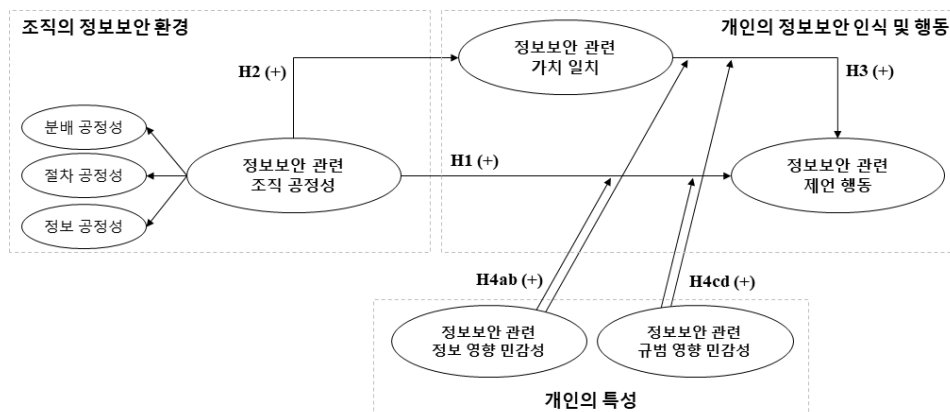 조직의 정보보안 환경
개인의 정보보안 인식 및 행동
정보보안 관련
가치 일치
H2 (+)
H3 (+)
분배 공정성
절차 공정성
정보 공정성
정보보안 관련
조직 공정성
H1 (+)
정보보안 관련
제언 행동
H4ab (+)
H4cd (+)
정보보안 관련
정보 영향 민감성
정보보안 관련
규범 영향 민감성
개인의 특성